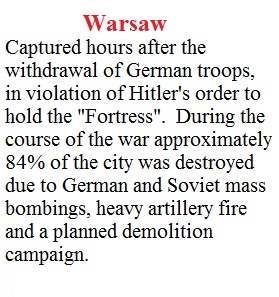 Warsaw
Captured hours after the
withdrawal of German troops,
in violation of Hitler's order to
hold the "Fortress".  During the
course of the war approximately
84% of the city was destroyed
due to German and Soviet mass
bombings, heavy artillery fire
and a planned demolition
campaign.